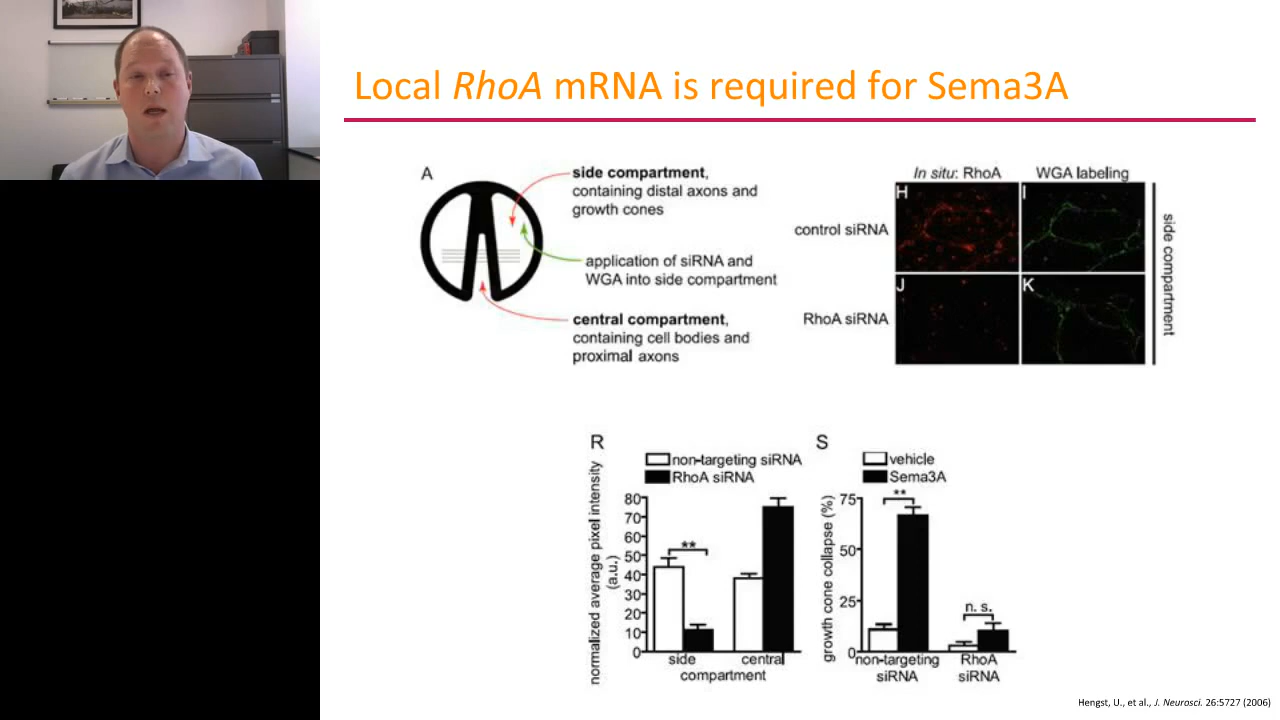 Local RhoA mRNA is required for Sema3A
A
side compartment,
containing distal axons and
growth cones
application of siRNA and
WGA into side compartment
central compartment,
containing cell bodies and
proximal axons
In situ: RhoA
WGA labeling
H
I
control siRNA
J
K
RhoA siRNA
side compartment
R
non-targeting siRNA
RhoA siRNA
normalized average pixel intensity
(a.u.)
80
70
60
50
40
30
20
10
0
**
side
central
compartment
S
vehicle
Sema3A
growth cone collapse (%)
75
50
25
0
**
n. s.
non-targeting
siRNA
RhoA
siRNA
Hengst, U., et al., J. Neurosci. 26:5727 (2006)